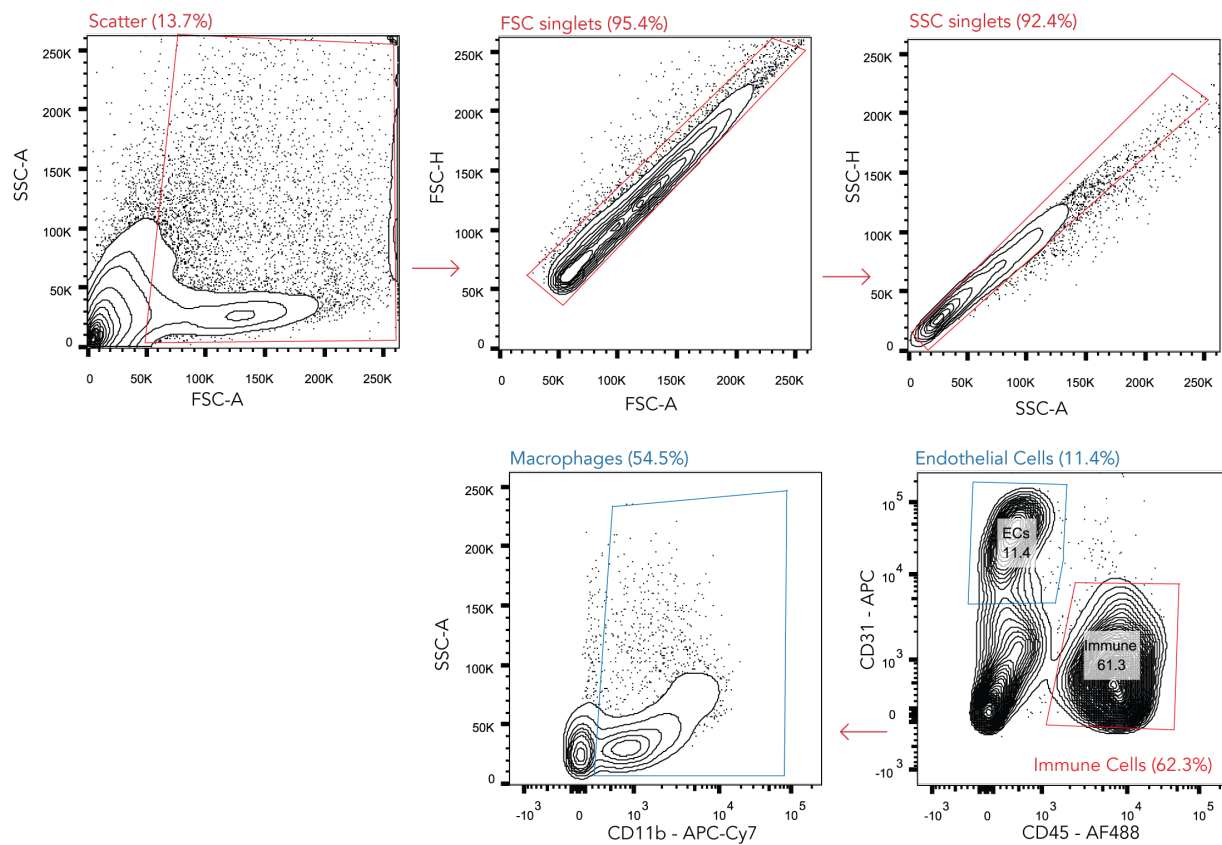 Scatter (13.7%)
SSC-A
250K
200K
150K
100K
50K
0
0 50K 100K 150K 200K 250K
FSC-A
FSC singlets (95.4%)
FSC-H
250K
200K
150K
100K
50K
0
0 50K 100K 150K 200K 250K
FSC-A
SSC singlets (92.4%)
SSC-H
250K
200K
150K
100K
50K
0
0 50K 100K 150K 200K 250K
SSC-A
Macrophages (54.5%)
SSC-A
250K
200K
150K
100K
50K
0
-10³ 0 10³ 10⁴ 10⁵
CD11b - APC-Cy7
Endothelial Cells (11.4%)
CD31 - APC
10⁵
10⁴
10³
0
-10³
ECs
11.4
Immune
61.3
Immune Cells (62.3%)
-10³ 0 10³ 10⁴ 10⁵
CD45 - AF488